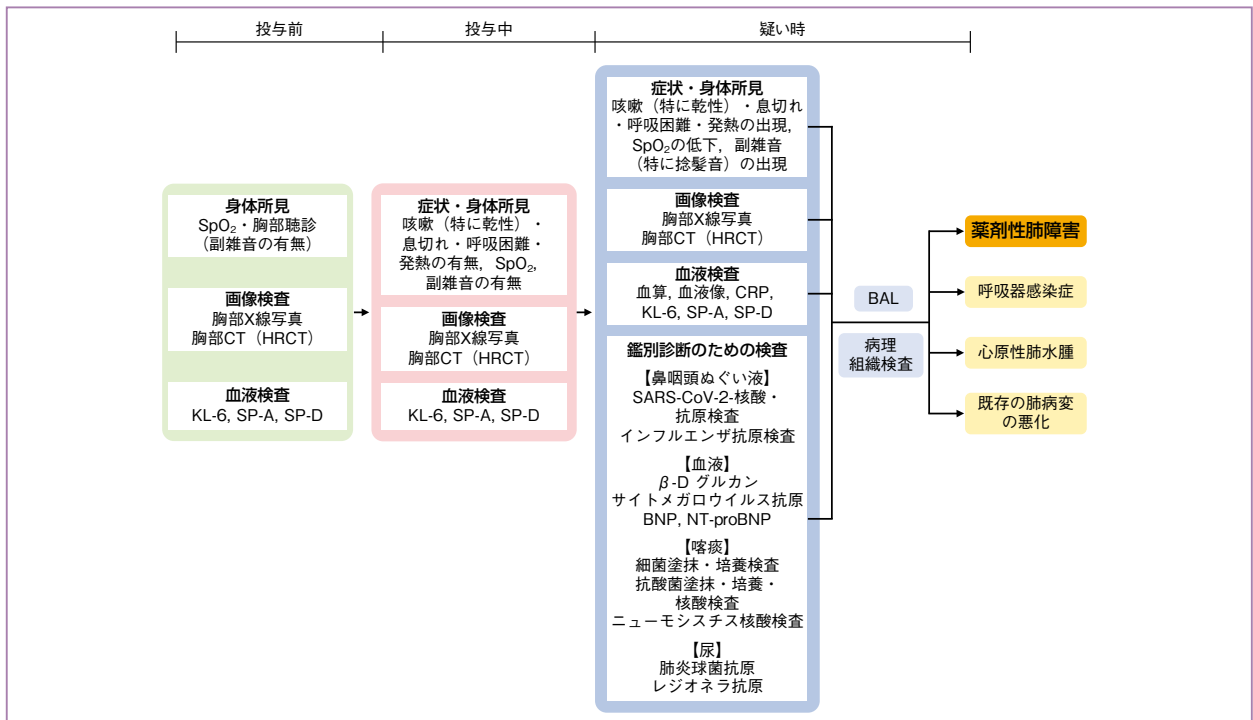 投与前
投与中
疑い時
身体所見
SpO₂・胸部聴診
（副雑音の有無）
画像検査
胸部X線写真
胸部CT（HRCT）
血液検査
KL-6, SP-A, SP-D
症状・身体所見
咳嗽（特に乾性）・
息切れ・呼吸困難・
発熱の有無，SpO₂，
副雑音の有無
画像検査
胸部X線写真
胸部CT（HRCT）
血液検査
KL-6, SP-A, SP-D
症状・身体所見
咳嗽（特に乾性）・息切れ
・呼吸困難・発熱の出現，
SpO₂の低下，副雑音
（特に捻髪音）の出現
画像検査
胸部X線写真
胸部CT（HRCT）
血液検査
血算, 血液像, CRP,
KL-6, SP-A, SP-D
鑑別診断のための検査
【鼻咽頭ぬぐい液】
SARS-CoV-2-核酸・
抗原検査
インフルエンザ抗原検査
【血液】
β-D グルカン
サイトメガロウイルス抗原
BNP, NT-proBNP
【喀痰】
細菌塗抹・培養検査
抗酸菌塗抹・培養・
核酸検査
ニューモシスチス核酸検査
【尿】
肺炎球菌抗原
レジオネラ抗原
BAL
病理
組織検査
薬剤性肺障害
呼吸器感染症
心原性肺水腫
既存の肺病変
の悪化